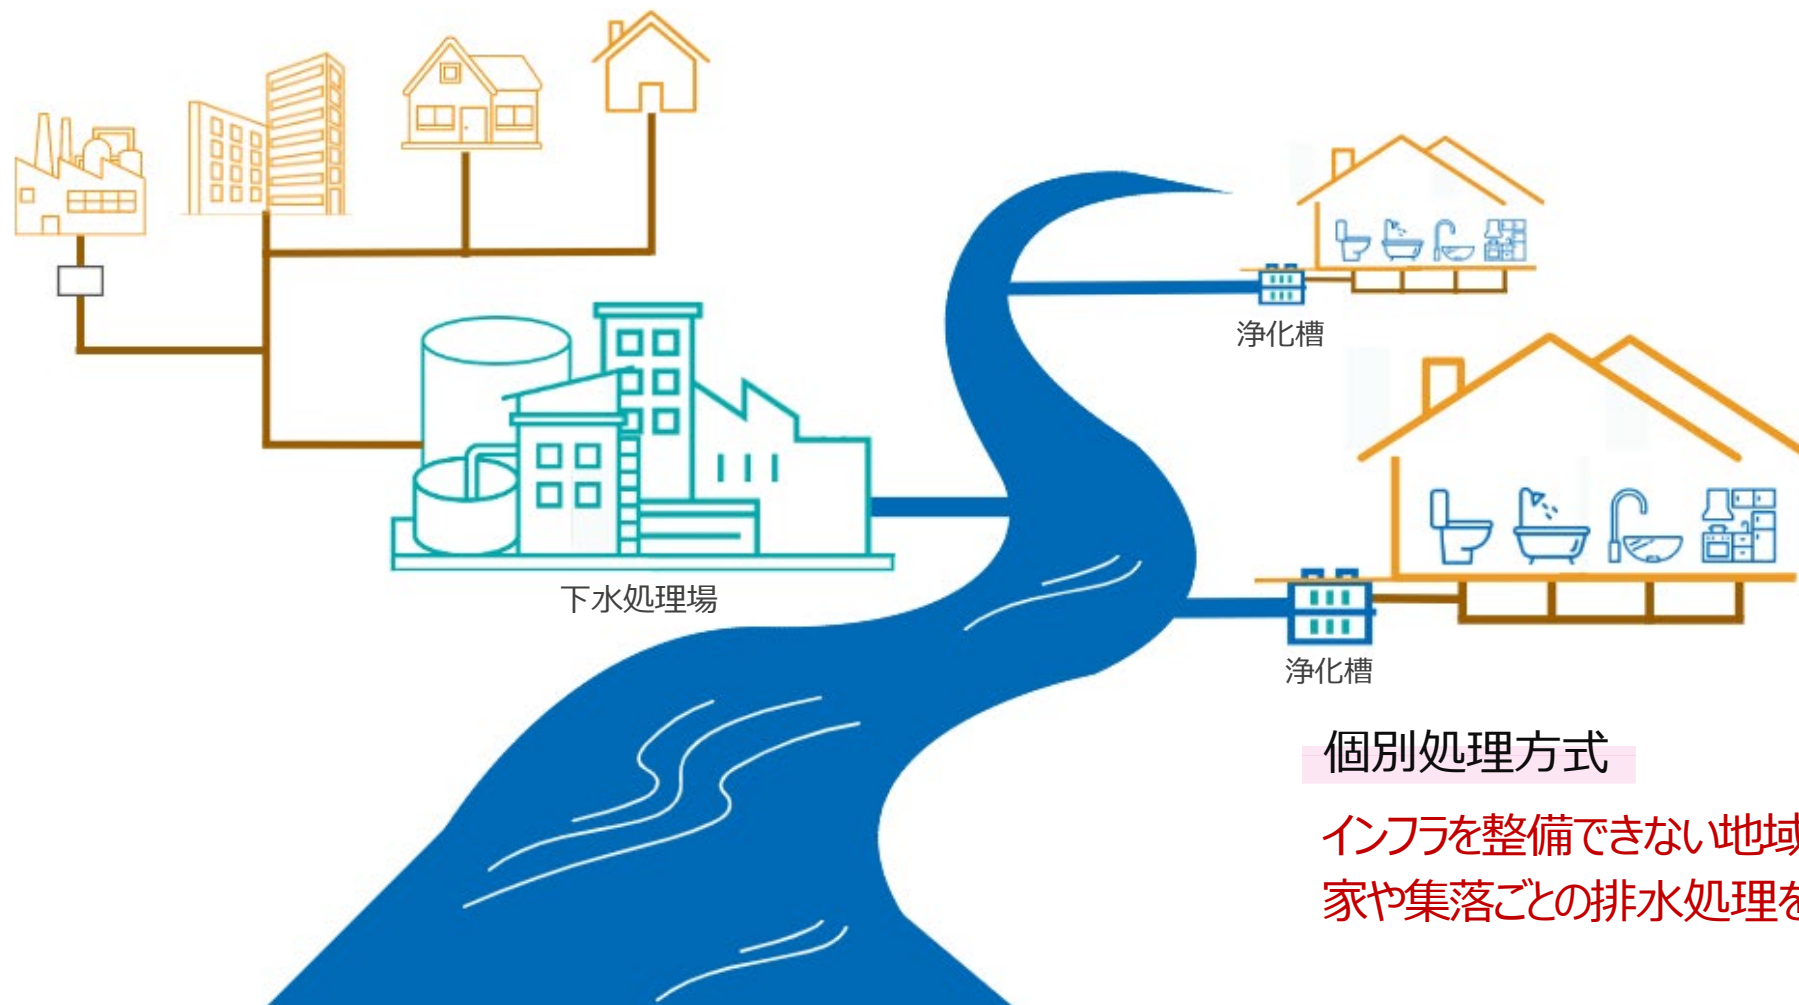 浄化槽
下水処理場
浄化槽
個別処理方式
インフラを整備できない地域
家や集落ごとの排水処理を